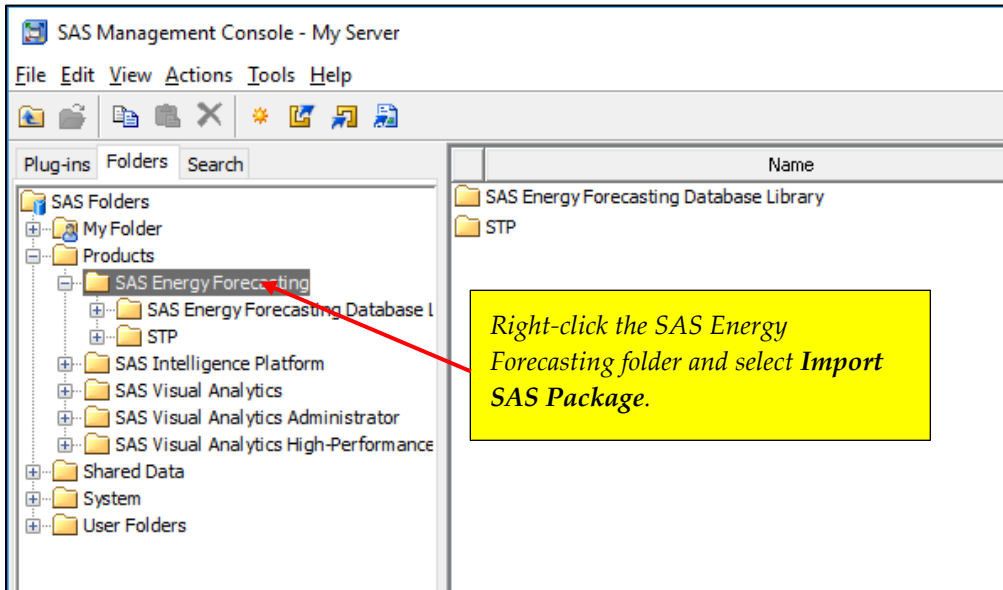 SAS Management Console - My Server
File Edit View Actions Tools Help
Plug-ins Folders Search
Name
SAS Folders
My Folder
Products
SAS Energy Forecasting
SAS Energy Forecasting Database L
STP
SAS Intelligence Platform
SAS Visual Analytics
SAS Visual Analytics Administrator
SAS Visual Analytics High-Performance
Shared Data
System
User Folders
SAS Energy Forecasting Database Library
STP
Right-click the SAS Energy
Forecasting folder and select Import
SAS Package.